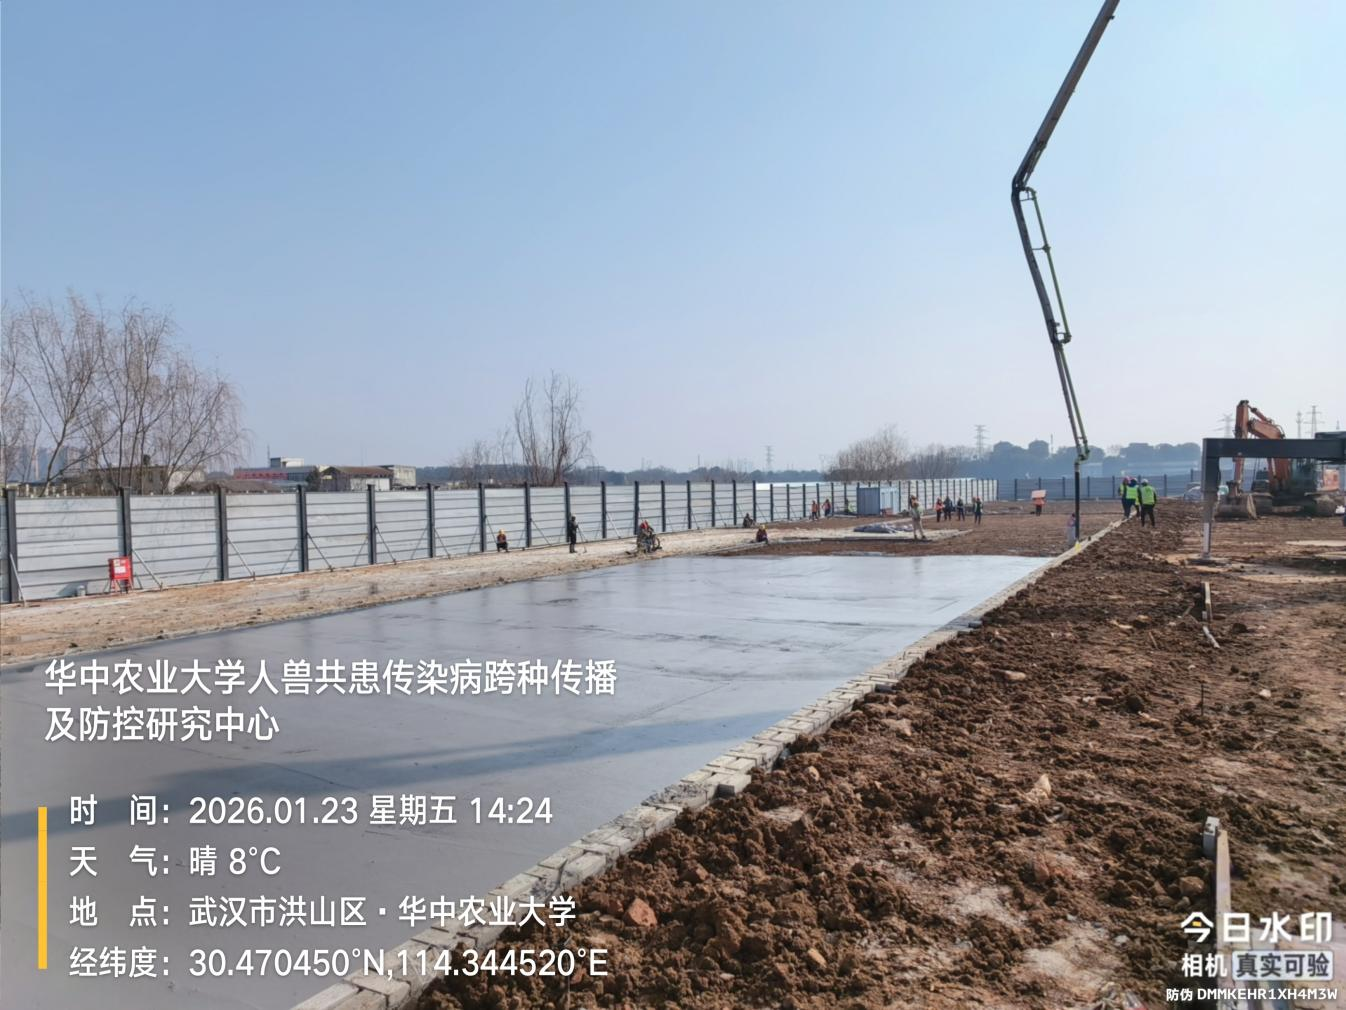 华中农业大学人兽共患传染病跨种传播
及防控研究中心
时 间：2026.01.23 星期五 14:24
天 气：晴 8℃
地 点：武汉市洪山区·华中农业大学
经纬度：30.470450°N,114.344520°E
今日水印
相机 真实可验
防伪 DMMKEHR1XH4M3W